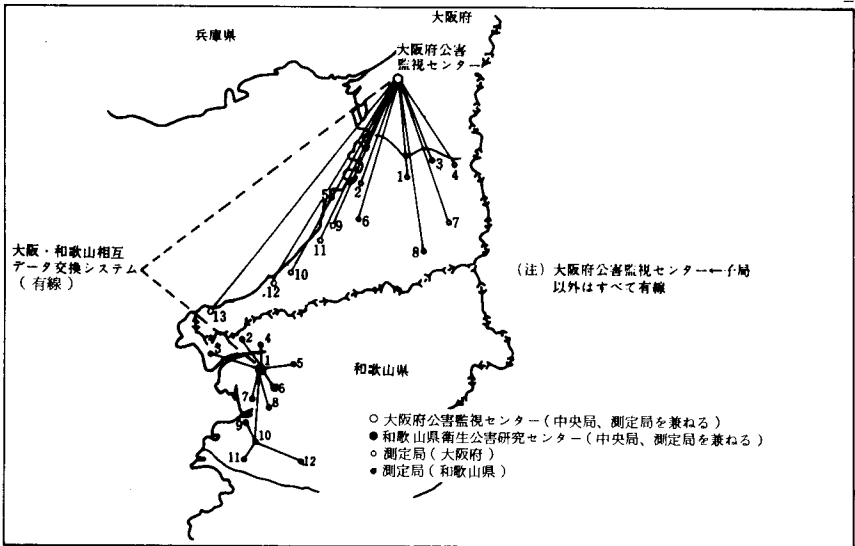 大阪府
兵庫県
大阪府公害
監視センター
1
3
4
2
5
9
6
7
11
8
大阪・和歌山相互
データ交換システム
(有線)
10
12
(注)大阪府公害監視センター←子局
以外はすべて有線
13
2
4
3
1
5
和歌山県
6
7
8
9
10
11
12
○ 大阪府公害監視センター(中央局、測定局を兼ねる)
● 和歌山県衛生公害研究センター(中央局、測定局を兼ねる)
○ 測定局(大阪府)
● 測定局(和歌山県)